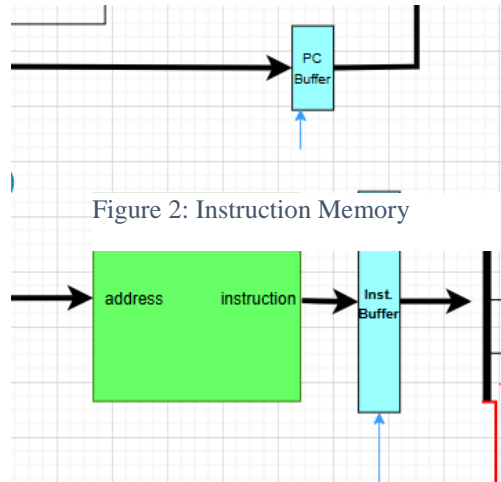 PC
Buffer
Figure 2: Instruction Memory
address
instruction
Inst.
Buffer